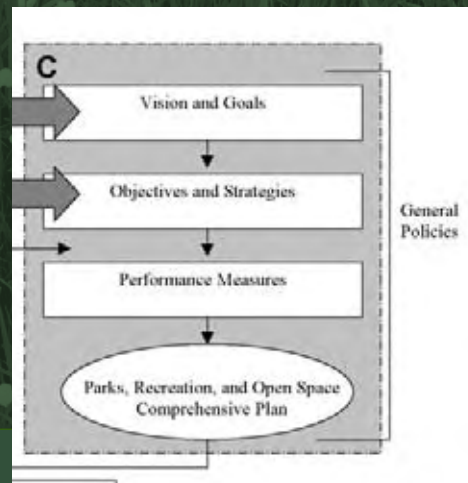 C
Vision and Goals
Objectives and Strategies
General
Policies
Performance Measures
Parks, Recreation, and Open Space
Comprehensive Plan